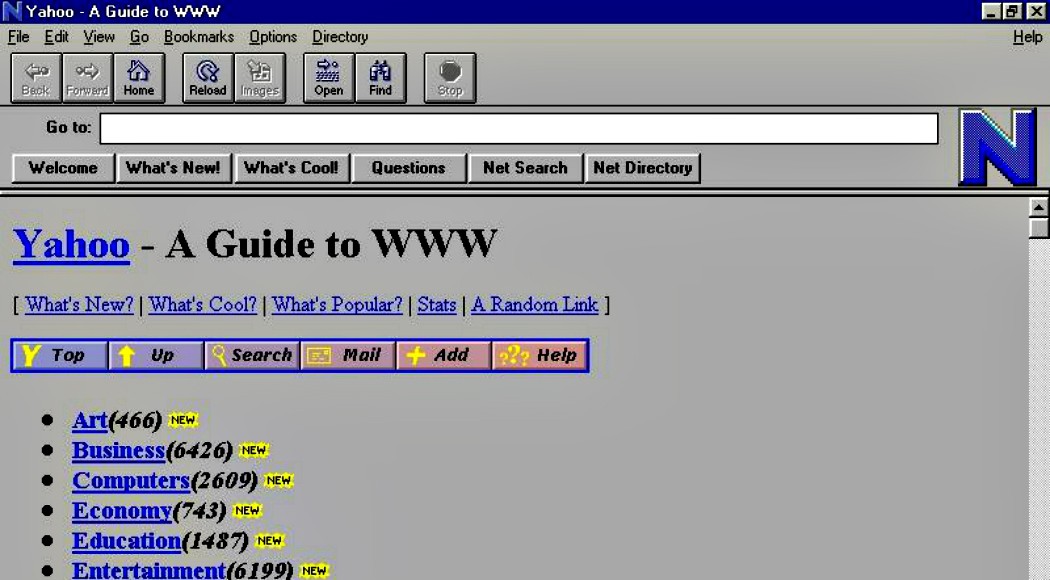 Yahoo - A Guide to WWW
File Edit View Go Bookmarks Options Directory Help
Back Forward Home Reload Images Open Find Stop
Go to:
N
Welcome What's New! What's Cool! Questions Net Search Net Directory
Yahoo - A Guide to WWW
[ What's New? | What's Cool? | What's Popular? | Stats | A Random Link ]
Y Top Up Search Mail Add ??? Help
Art(466) NEW
Business(6426) NEW
Computers(2609) NEW
Economy(743) NEW
Education(1487) NEW
Entertainment(6199) NEW